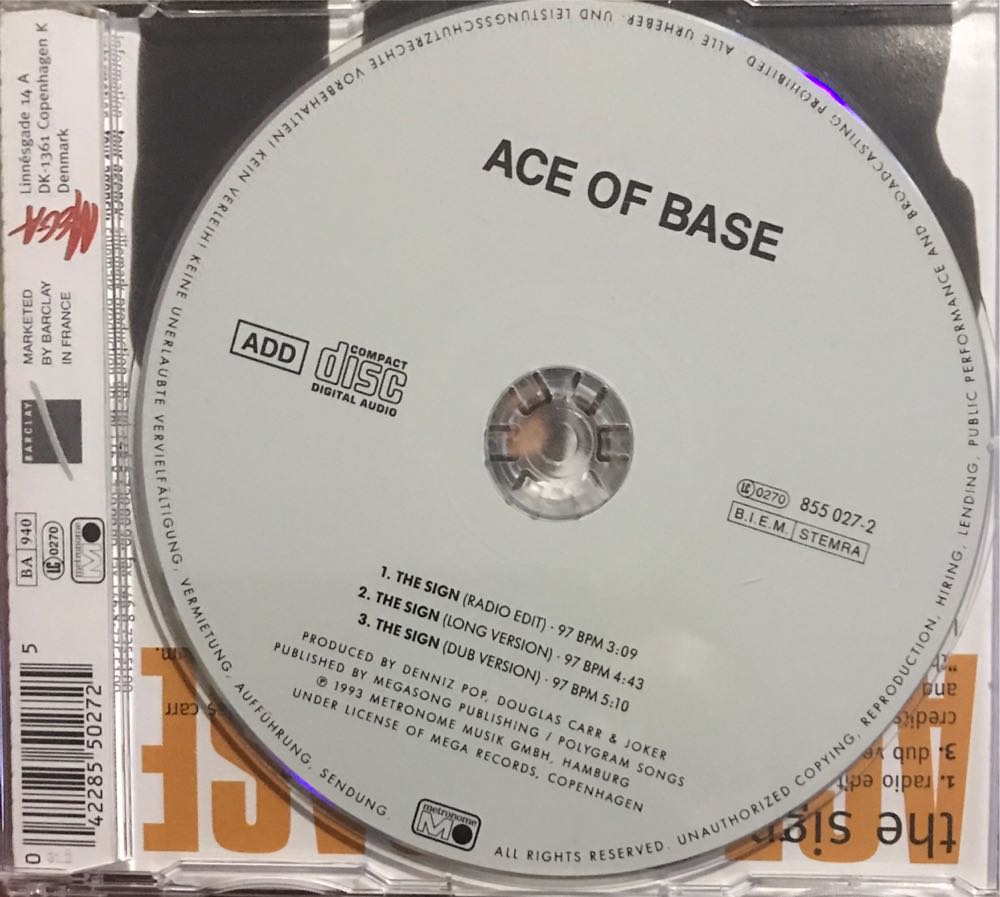 ACE OF BASE
ADD
COMPACT
disc
DIGITAL AUDIO
LC 0270 855 027-2
B.I.E.M. STEMRA
1. THE SIGN (RADIO EDIT) · 97 BPM 3:09
2. THE SIGN (LONG VERSION) · 97 BPM 4:43
3. THE SIGN (DUB VERSION) · 97 BPM 5:10
PRODUCED BY DENNIZ POP, DOUGLAS CARR & JOKER
PUBLISHED BY MEGASONG PUBLISHING / POLYGRAM SONGS
℗ 1993 METRONOME MUSIK GMBH, HAMBURG
UNDER LICENSE OF MEGA RECORDS, COPENHAGEN
metronome
ALL RIGHTS RESERVED. UNAUTHORIZED COPYING, REPRODUCTION, HIRING, LENDING, PUBLIC PERFORMANCE AND BROADCASTING PROHIBITED. ALLE URHEBER- UND LEISTUNGSSCHUTZRECHTE VORBEHALTEN! KEIN VERLEIH! KEINE UNERLAUBTE VERVIELFÄLTIGUNG, VERMIETUNG, AUFFÜHRUNG, SENDUNG.
MEGA
Linnésgade 14 A
DK-1361 Copenhagen K
Denmark
MARKETED
BY BARCLAY
IN FRANCE
BARCLAY
BA 940
LC 0270
metronome
0 42285 50272 5
the sign
1. radio edit
3. dub ve
credits
and
carr